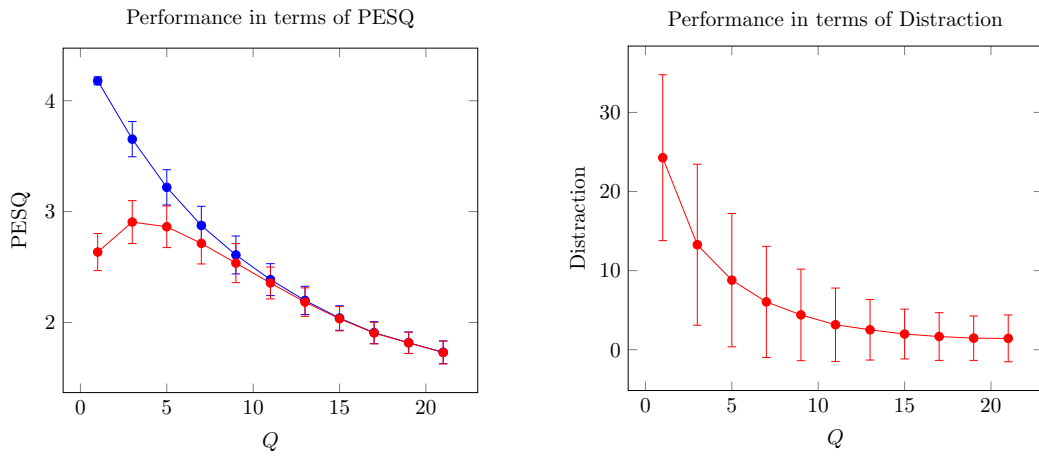 Performance in terms of PESQ
4
3
2
PESQ
0 5 10 15 20
Q
Performance in terms of Distraction
30
20
10
0
Distraction
0 5 10 15 20
Q